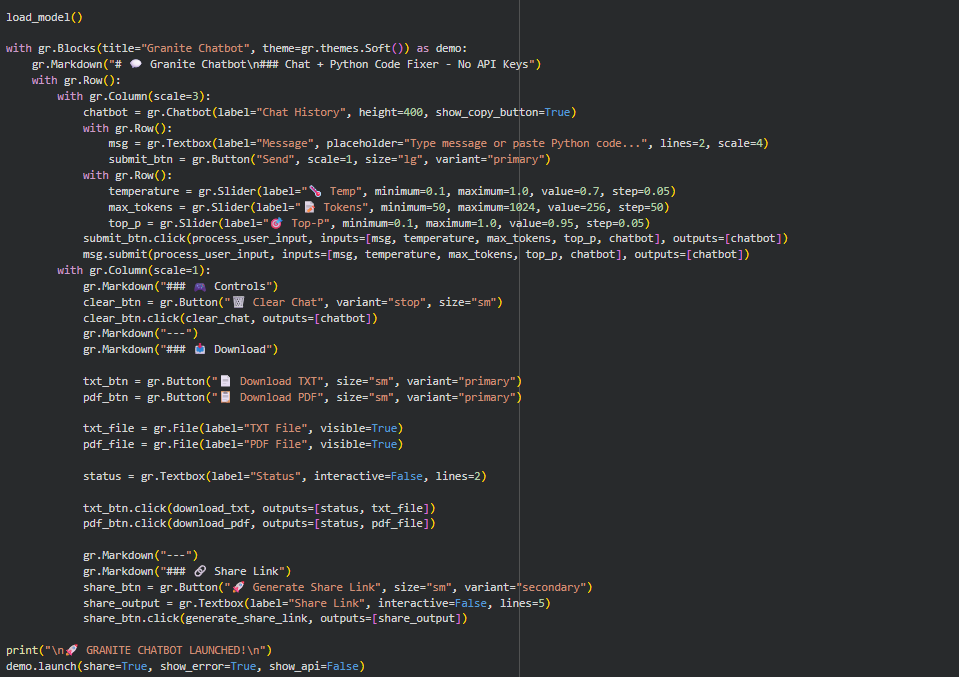 load_model()
with gr.Blocks(title="Granite Chatbot", theme=gr.themes.Soft()) as demo:
    gr.Markdown("# 💬 Granite Chatbot\n### Chat + Python Code Fixer - No API Keys")
    with gr.Row():
        with gr.Column(scale=3):
            chatbot = gr.Chatbot(label="Chat History", height=400, show_copy_button=True)
            with gr.Row():
                msg = gr.Textbox(label="Message", placeholder="Type message or paste Python code...", lines=2, scale=4)
                submit_btn = gr.Button("Send", scale=1, size="lg", variant="primary")
            with gr.Row():
                temperature = gr.Slider(label="🌡️ Temp", minimum=0.1, maximum=1.0, value=0.7, step=0.05)
                max_tokens = gr.Slider(label="📝 Tokens", minimum=50, maximum=1024, value=256, step=50)
                top_p = gr.Slider(label="🎯 Top-P", minimum=0.1, maximum=1.0, value=0.95, step=0.05)
            submit_btn.click(process_user_input, inputs=[msg, temperature, max_tokens, top_p, chatbot], outputs=[chatbot])
            msg.submit(process_user_input, inputs=[msg, temperature, max_tokens, top_p, chatbot], outputs=[chatbot])
        with gr.Column(scale=1):
            gr.Markdown("### 🎮 Controls")
            clear_btn = gr.Button("🗑️ Clear Chat", variant="stop", size="sm")
            clear_btn.click(clear_chat, outputs=[chatbot])
            gr.Markdown("---")
            gr.Markdown("### 📥 Download")
            txt_btn = gr.Button("📄 Download TXT", size="sm", variant="primary")
            pdf_btn = gr.Button("📑 Download PDF", size="sm", variant="primary")
            txt_file = gr.File(label="TXT File", visible=True)
            pdf_file = gr.File(label="PDF File", visible=True)
            status = gr.Textbox(label="Status", interactive=False, lines=2)
            txt_btn.click(download_txt, outputs=[status, txt_file])
            pdf_btn.click(download_pdf, outputs=[status, pdf_file])
            gr.Markdown("---")
            gr.Markdown("### 🔗 Share Link")
            share_btn = gr.Button("🚀 Generate Share Link", size="sm", variant="secondary")
            share_output = gr.Textbox(label="Share Link", interactive=False, lines=5)
            share_btn.click(generate_share_link, outputs=[share_output])
print("\n🚀 GRANITE CHATBOT LAUNCHED!\n")
demo.launch(share=True, show_error=True, show_api=False)